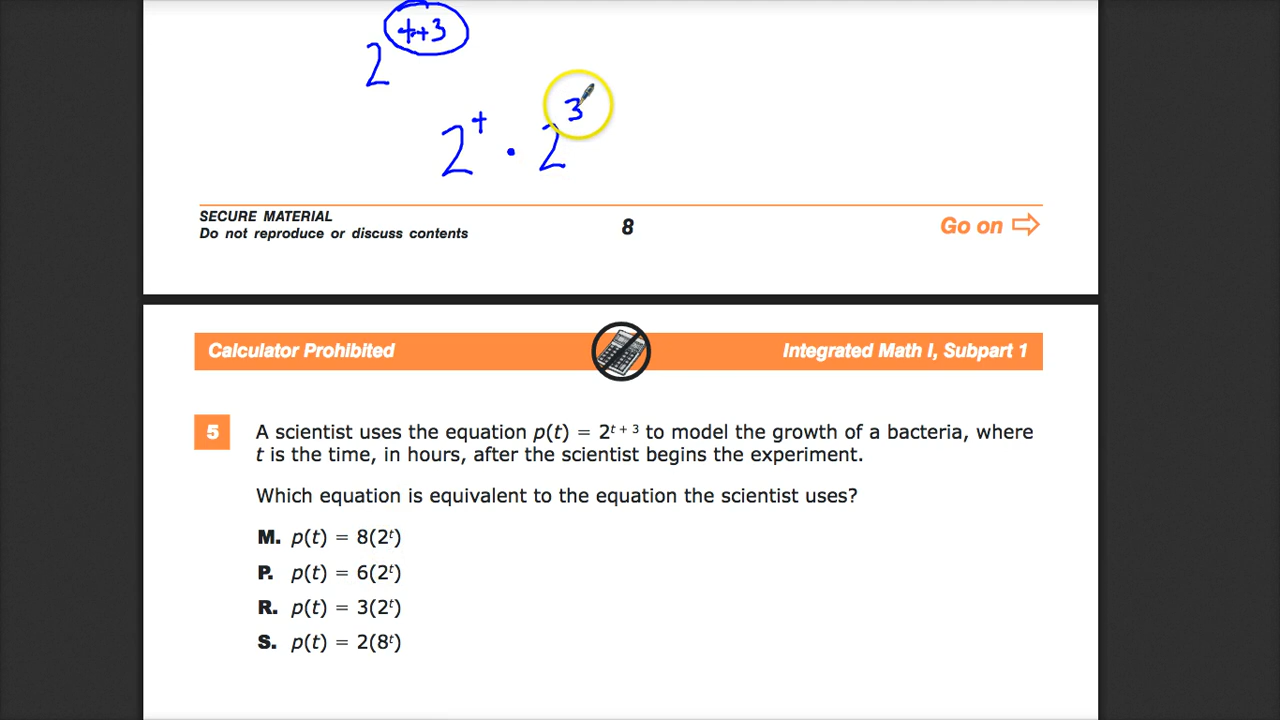 2^(t+3)
2^t · 2^3
SECURE MATERIAL
Do not reproduce or discuss contents
8
Go on
Calculator Prohibited
Integrated Math I, Subpart 1
5 A scientist uses the equation p(t) = 2^(t + 3) to model the growth of a bacteria, where
t is the time, in hours, after the scientist begins the experiment.
Which equation is equivalent to the equation the scientist uses?
M. p(t) = 8(2^t)
P. p(t) = 6(2^t)
R. p(t) = 3(2^t)
S. p(t) = 2(8^t)